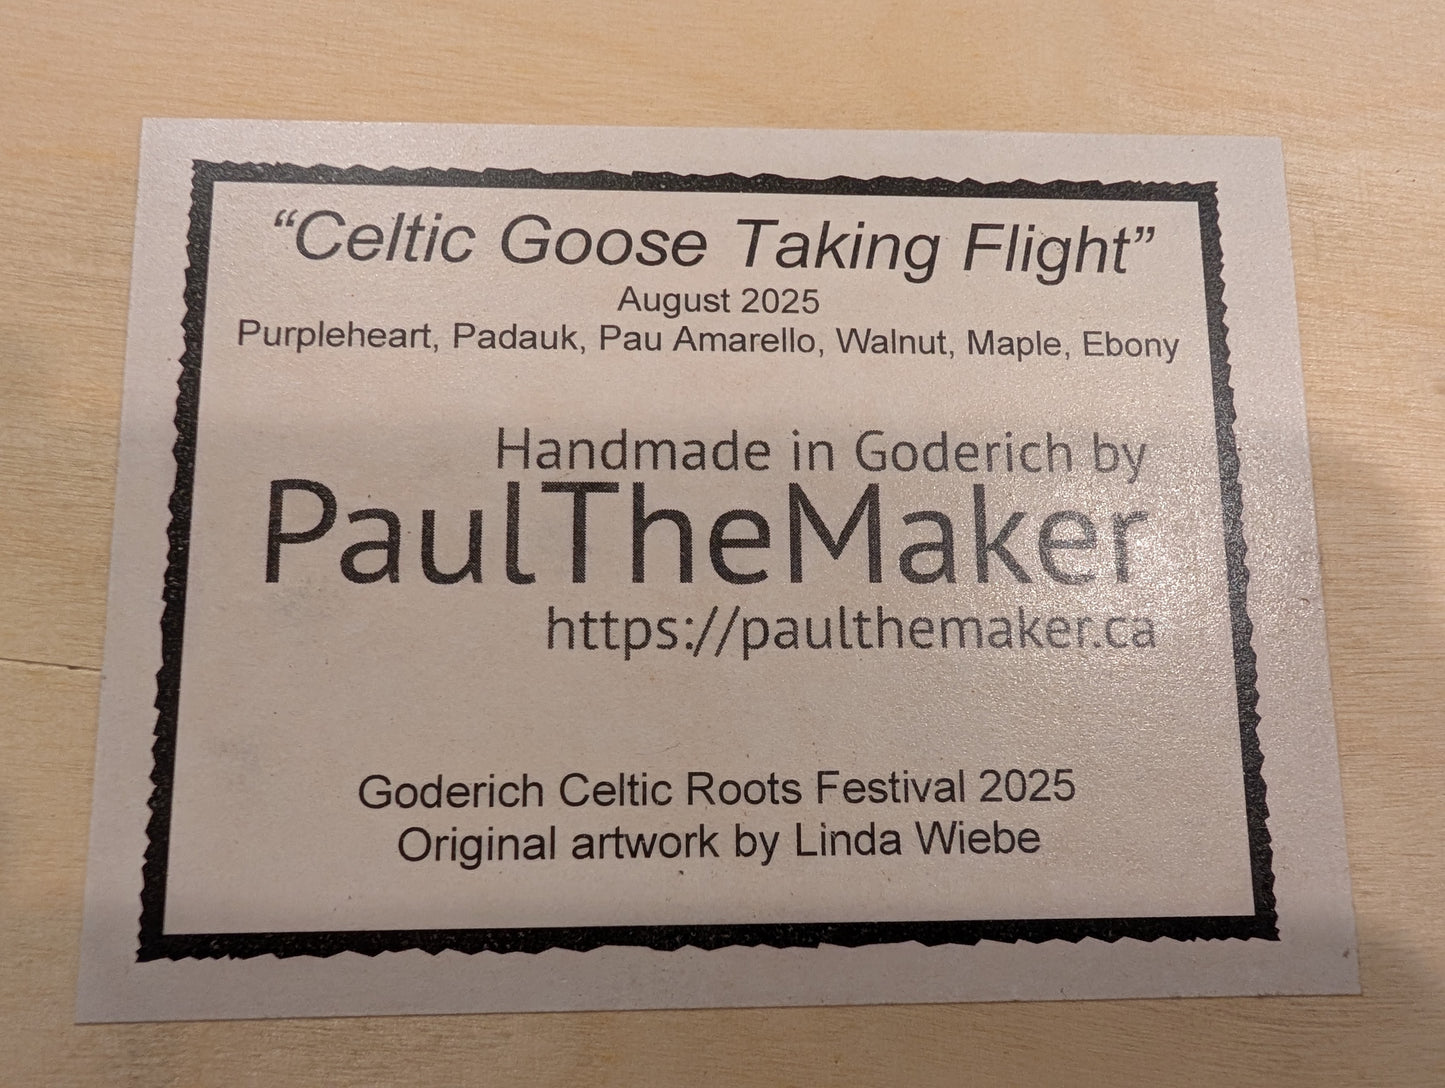 “Celtic Goose Taking Flight”
August 2025
Purpleheart, Padauk, Pau Amarello, Walnut, Maple, Ebony
Handmade in Goderich by
PaulTheMaker
https://paulthemaker.ca
Goderich Celtic Roots Festival 2025
Original artwork by Linda Wiebe